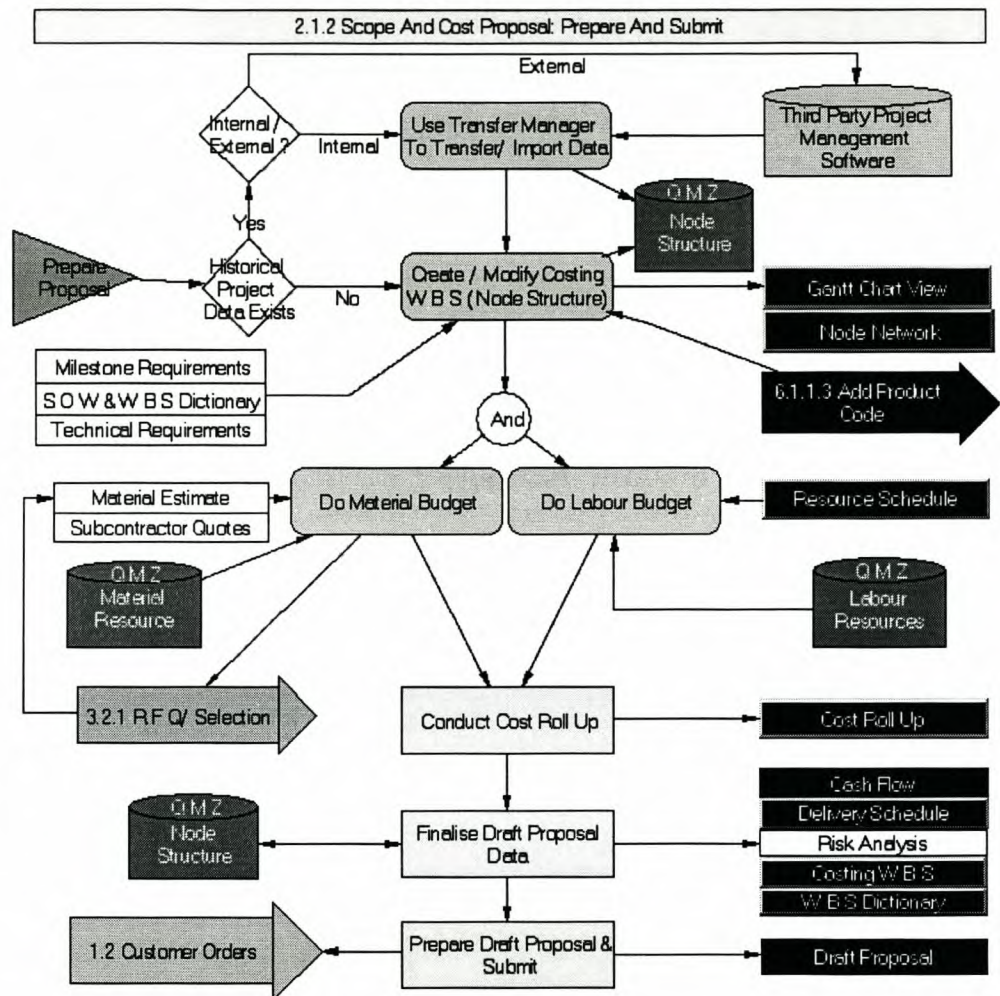 2.1.2 Scope And Cost Proposal: Prepare And Submit
External
Internal /
External ?
Internal
Use Transfer Manager
To Transfer/ Import Data
Third Party Project
Management
Software
Yes
Q M Z
Node
Structure
Prepare
Proposal
Historical
Project
Data Exists
No
Create / Modify Costing
W B S (Node Structure)
Gantt Chart View
Node Network
Milestone Requirements
S O W & W B S Dictionary
Technical Requirements
6.1.1.3 Add Product
Code
And
Material Estimate
Subcontractor Quotes
Do Material Budget
Do Labour Budget
Resource Schedule
Q M Z
Material
Resource
Q M Z
Labour
Resources
3.2.1 R F Q/ Selection
Conduct Cost Roll Up
Cost Roll Up
Q M Z
Node
Structure
Finalise Draft Proposal
Data
Cash Flow
Delivery Schedule
Risk Analysis
Costing W B S
W B S Dictionary
1.2 Customer Orders
Prepare Draft Proposal &
Submit
Draft Proposal